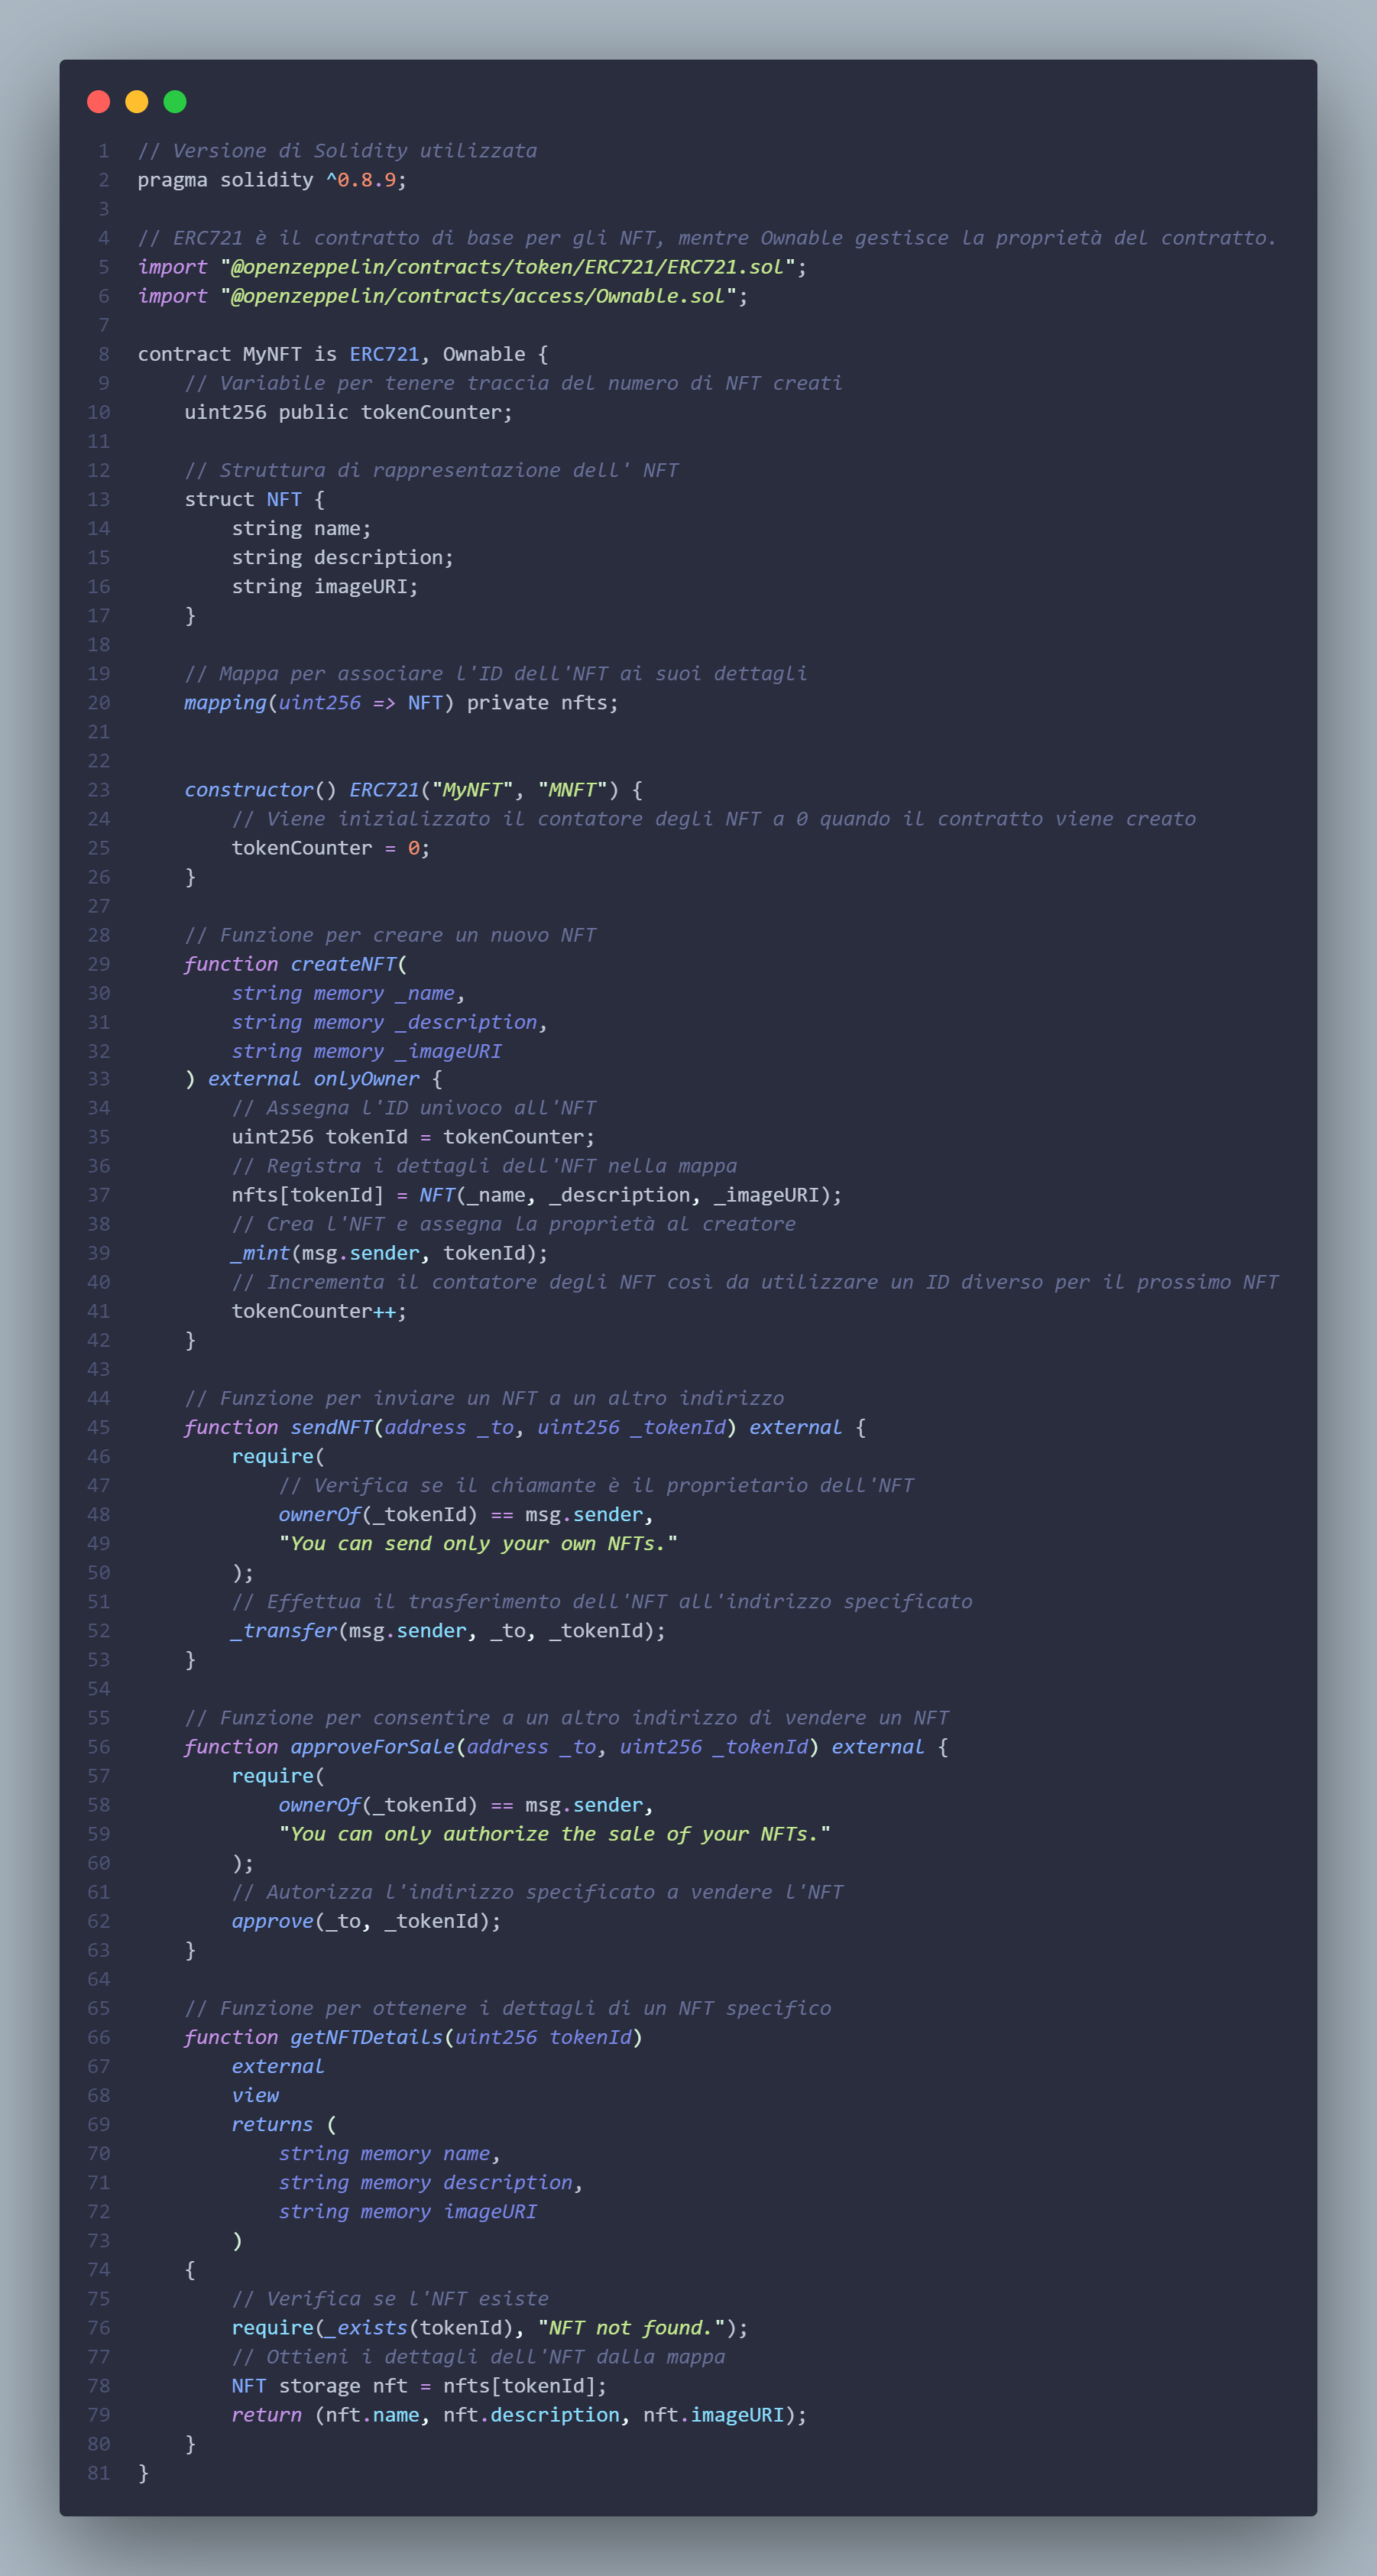 1 // Versione di Solidity utilizzata
2 pragma solidity ^0.8.9;
3
4 // ERC721 è il contratto di base per gli NFT, mentre Ownable gestisce la proprietà del contratto.
5 import "@openzeppelin/contracts/token/ERC721/ERC721.sol";
6 import "@openzeppelin/contracts/access/Ownable.sol";
7
8 contract MyNFT is ERC721, Ownable {
9     // Variabile per tenere traccia del numero di NFT creati
10     uint256 public tokenCounter;
11
12     // Struttura di rappresentazione dell' NFT
13     struct NFT {
14         string name;
15         string description;
16         string imageURI;
17     }
18
19     // Mappa per associare l'ID dell'NFT ai suoi dettagli
20     mapping(uint256 => NFT) private nfts;
21
22
23     constructor() ERC721("MyNFT", "MNFT") {
24         // Viene inizializzato il contatore degli NFT a 0 quando il contratto viene creato
25         tokenCounter = 0;
26     }
27
28     // Funzione per creare un nuovo NFT
29     function createNFT(
30         string memory _name,
31         string memory _description,
32         string memory _imageURI
33     ) external onlyOwner {
34         // Assegna l'ID univoco all'NFT
35         uint256 tokenId = tokenCounter;
36         // Registra i dettagli dell'NFT nella mappa
37         nfts[tokenId] = NFT(_name, _description, _imageURI);
38         // Crea l'NFT e assegna la proprietà al creatore
39         _mint(msg.sender, tokenId);
40         // Incrementa il contatore degli NFT così da utilizzare un ID diverso per il prossimo NFT
41         tokenCounter++;
42     }
43
44     // Funzione per inviare un NFT a un altro indirizzo
45     function sendNFT(address _to, uint256 _tokenId) external {
46         require(
47             // Verifica se il chiamante è il proprietario dell'NFT
48             ownerOf(_tokenId) == msg.sender,
49             "You can send only your own NFTs."
50         );
51         // Effettua il trasferimento dell'NFT all'indirizzo specificato
52         _transfer(msg.sender, _to, _tokenId);
53     }
54
55     // Funzione per consentire a un altro indirizzo di vendere un NFT
56     function approveForSale(address _to, uint256 _tokenId) external {
57         require(
58             ownerOf(_tokenId) == msg.sender,
59             "You can only authorize the sale of your NFTs."
60         );
61         // Autorizza l'indirizzo specificato a vendere l'NFT
62         approve(_to, _tokenId);
63     }
64
65     // Funzione per ottenere i dettagli di un NFT specifico
66     function getNFTDetails(uint256 tokenId)
67         external
68         view
69         returns (
70             string memory name,
71             string memory description,
72             string memory imageURI
73         )
74     {
75         // Verifica se l'NFT esiste
76         require(_exists(tokenId), "NFT not found.");
77         // Ottieni i dettagli dell'NFT dalla mappa
78         NFT storage nft = nfts[tokenId];
79         return (nft.name, nft.description, nft.imageURI);
80     }
81 }